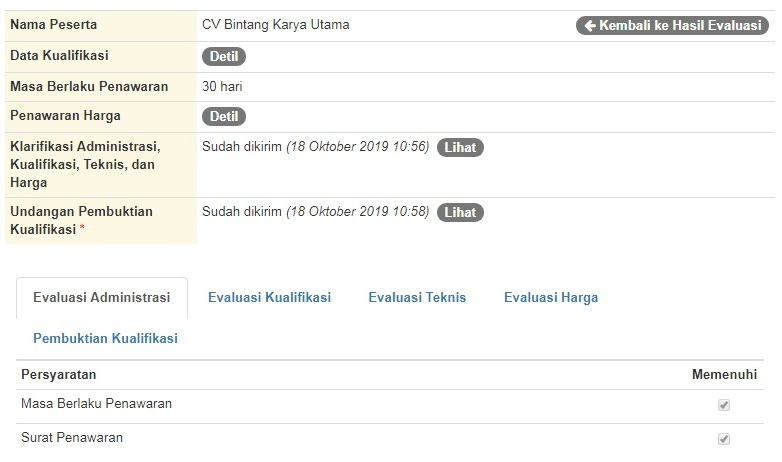 Nama Peserta CV Bintang Karya Utama Kembali ke Hasil Evaluasi
Data Kualifikasi Detil
Masa Berlaku Penawaran 30 hari
Penawaran Harga Detil
Klarifikasi Administrasi, Sudah dikirim (18 Oktober 2019 10:56) Lihat
Kualifikasi, Teknis, dan
Harga
Undangan Pembuktian Sudah dikirim (18 Oktober 2019 10:58) Lihat
Kualifikasi *
Evaluasi Administrasi Evaluasi Kualifikasi Evaluasi Teknis Evaluasi Harga
Pembuktian Kualifikasi
Persyaratan Memenuhi
Masa Berlaku Penawaran
Surat Penawaran